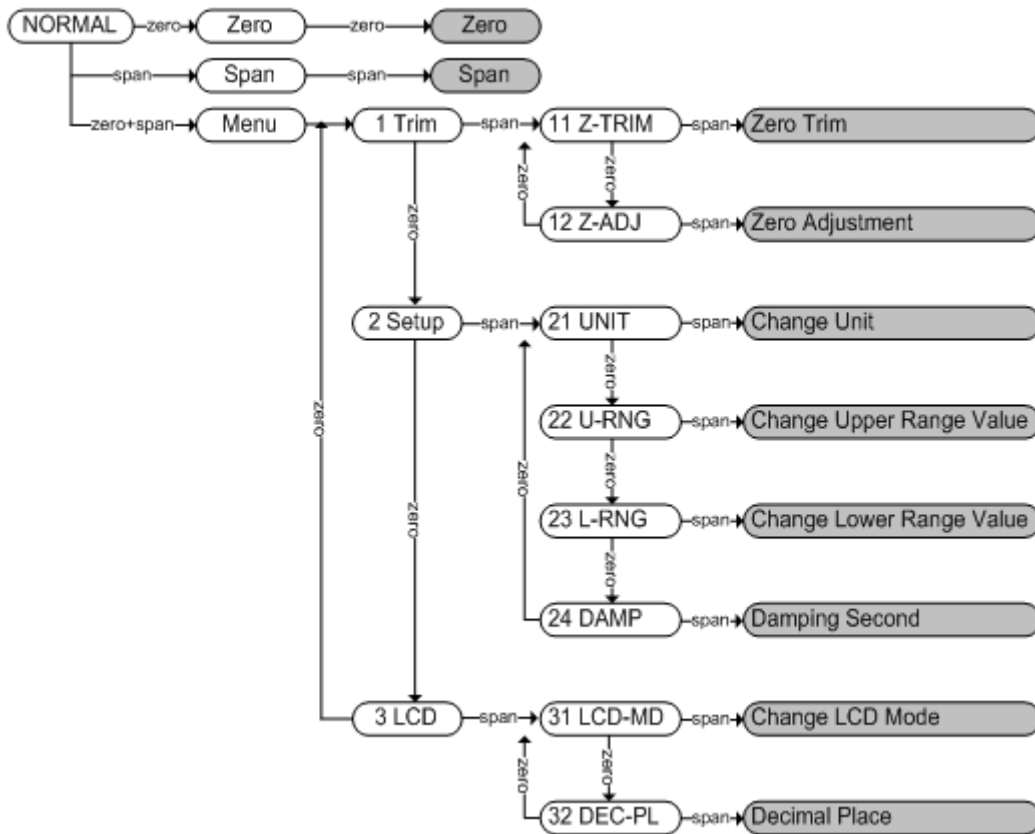 NORMAL zero Zero zero Zero
span Span span Span
zero+span Menu 1 Trim span 11 Z-TRIM span Zero Trim
zero zero
zero
12 Z-ADJ span Zero Adjustment
2 Setup span 21 UNIT span Change Unit
zero
zero
22 U-RNG span Change Upper Range Value
zero
zero
zero
23 L-RNG span Change Lower Range Value
zero
24 DAMP span Damping Second
3 LCD span 31 LCD-MD span Change LCD Mode
zero zero
32 DEC-PL span Decimal Place